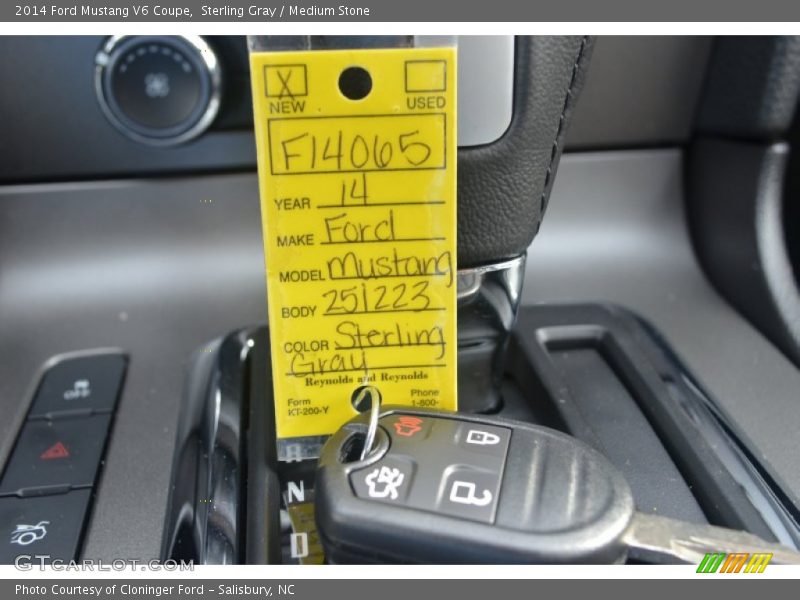 2014 Ford Mustang V6 Coupe,  Sterling Gray / Medium Stone
X
NEW
USED
F14065
YEAR 14
MAKE Ford
MODEL Mustang
BODY 251223
COLOR Sterling
Gray
Reynolds and Reynolds
Form
KT-200-Y
Phone
1-800-
OFF
N
D
GTCarLot.com
Photo Courtesy of Cloninger Ford – Salisbury, NC